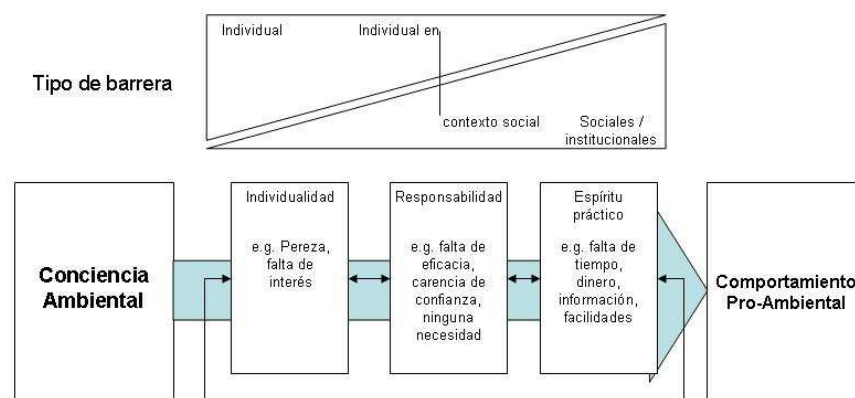 Individual
Individual en
Tipo de barrera
contexto social
Sociales /
institucionales
Conciencia
Ambiental
Individualidad
e.g. Pereza,
falta de
interés
Responsabilidad
e.g. falta de
eficacia,
carencia de
confianza,
ninguna
necesidad
Espíritu
práctico
e.g. falta de
tiempo,
dinero,
información,
facilidades
Comportamiento
Pro-Ambiental